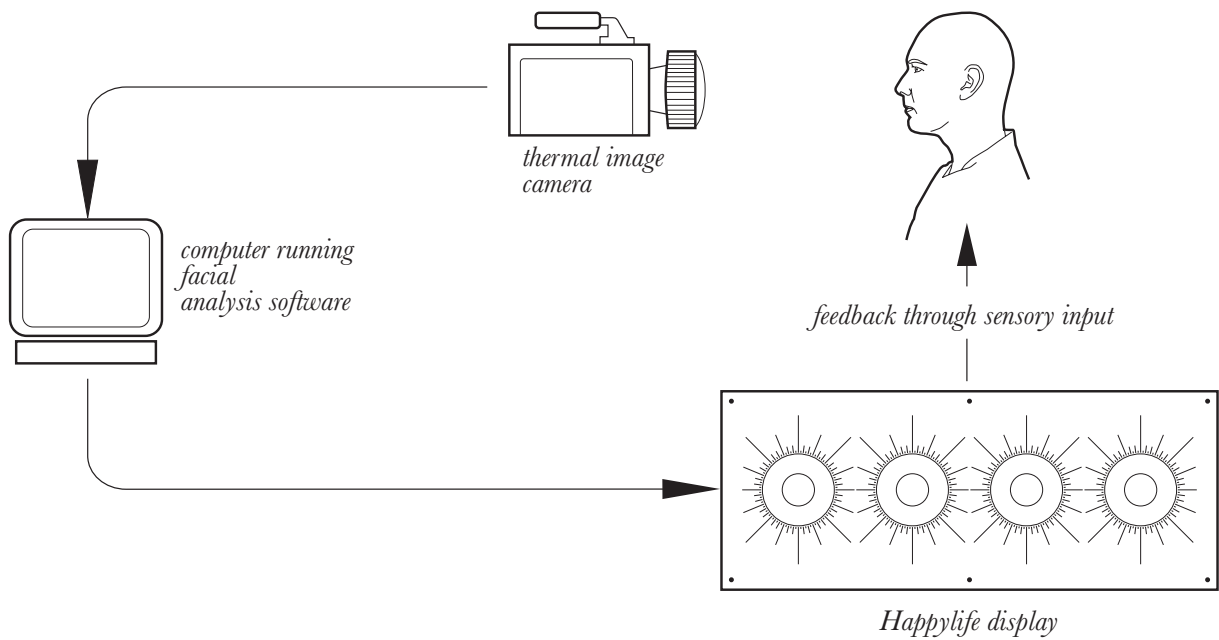 thermal image
camera
computer running
facial
analysis software
feedback through sensory input
Happylife display